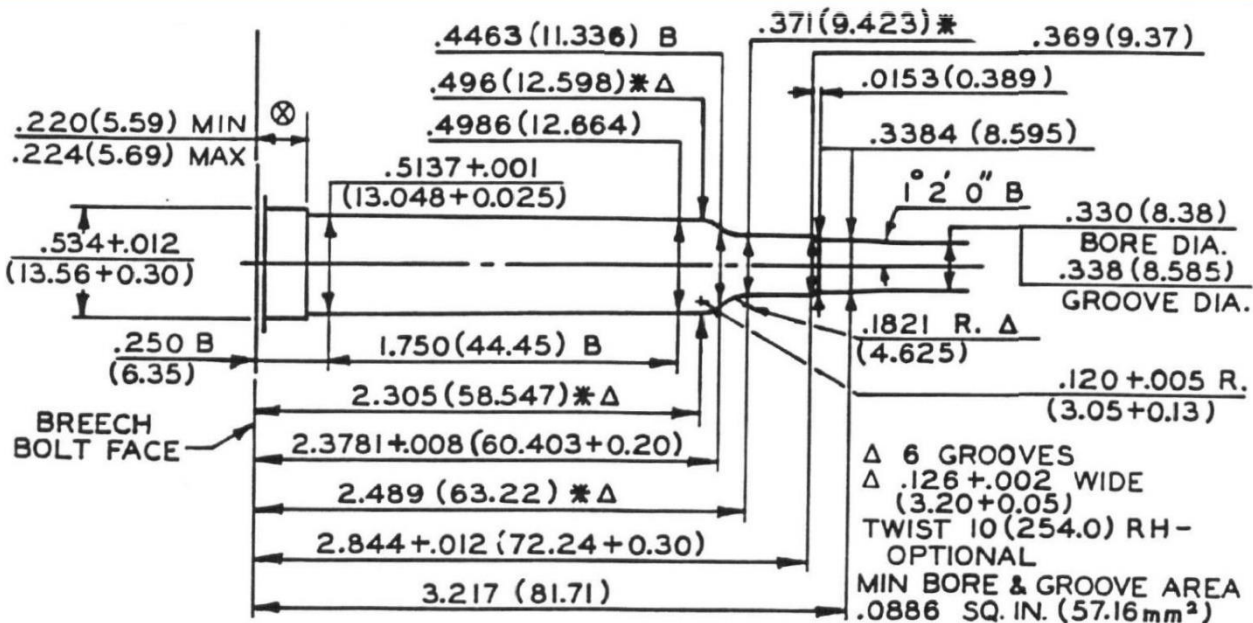 .4463 (11.336) B
.371 (9.423) ⁕
.369 (9.37)
.496 (12.598) ⁕ Δ
.0153 (0.389)
⊗
.220 (5.59) MIN
.224 (5.69) MAX
.4986 (12.664)
.3384 (8.595)
.5137+.001
(13.048+0.025)
1° 2' 0" B
.330 (8.38)
BORE DIA.
.338 (8.585)
GROOVE DIA.
.534+.012
(13.56+0.30)
.1821 R. Δ
(4.625)
.250 B
(6.35)
1.750 (44.45) B
.120+.005 R.
(3.05+0.13)
2.305 (58.547) ⁕ Δ
BREECH
BOLT FACE
2.3781+.008 (60.403+0.20)
2.489 (63.22) ⁕ Δ
2.844+.012 (72.24+0.30)
3.217 (81.71)
Δ 6 GROOVES
Δ .126+.002 WIDE
(3.20+0.05)
TWIST 10 (254.0) RH-
OPTIONAL
MIN BORE & GROOVE AREA
.0886 SQ. IN. (57.16mm²)